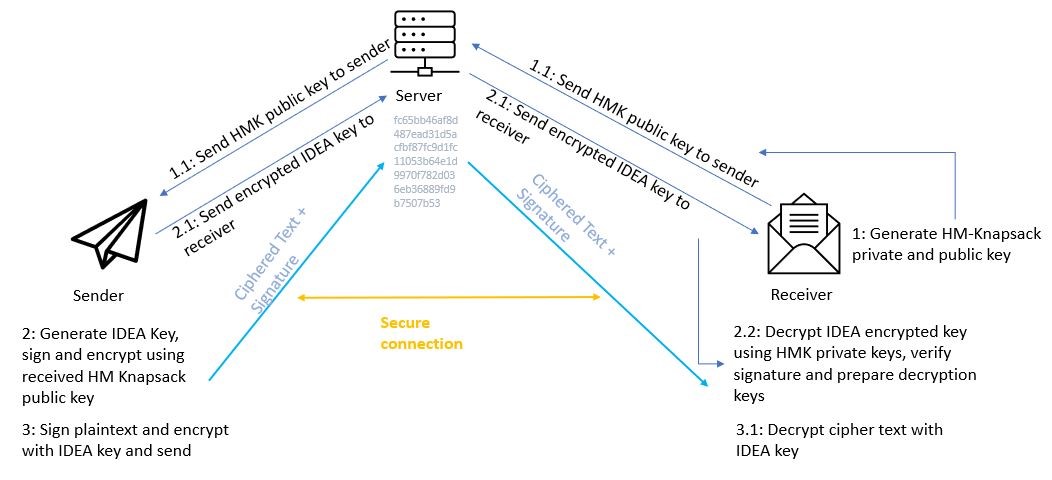 1.1: Send HMK public key to sender
2.1: Send encrypted IDEA key to
receiver
Server
fc65bb46af8d
487ead31d5a
cfbf87fc9d1fc
11053b64e1d
9970f782d03
6eb36889fd9
b7507b53
1.1: Send HMK public key to sender
2.1: Send encrypted IDEA key to
receiver
Ciphered Text +
Signature
Ciphered Text +
Signature
Sender
Receiver
1: Generate HM-Knapsack
private and public key
Secure
connection
2: Generate IDEA Key,
sign and encrypt using
received HM Knapsack
public key
3: Sign plaintext and encrypt
with IDEA key and send
2.2: Decrypt IDEA encrypted key
using HMK private keys, verify
signature and prepare decryption
keys
3.1: Decrypt cipher text with
IDEA key